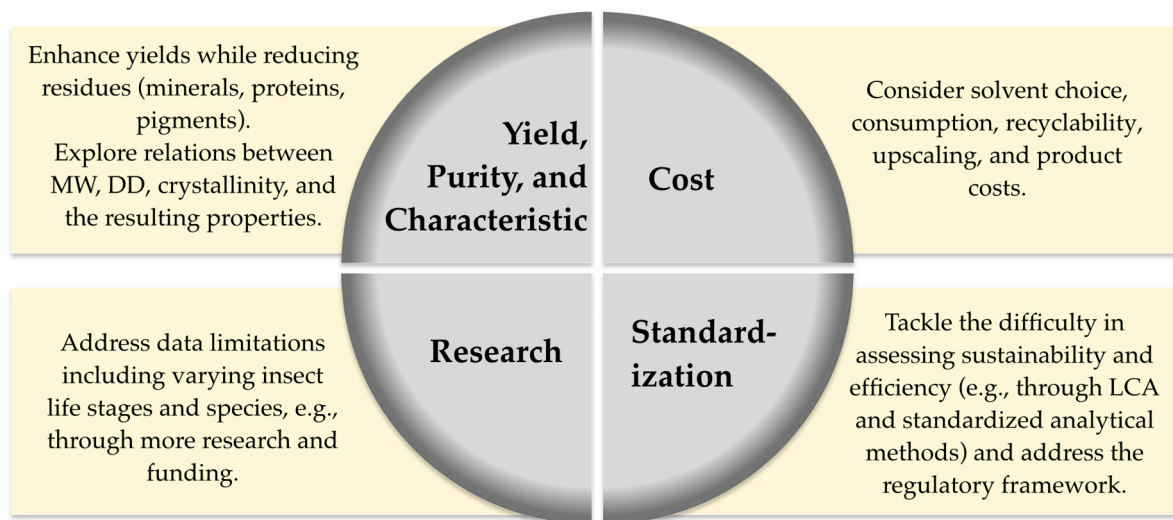 Enhance yields while reducing
residues (minerals, proteins,
pigments).
Explore relations between
MW, DD, crystallinity, and
the resulting properties.
Yield,
Purity, and
Characteristic
Cost
Consider solvent choice,
consumption, recyclability,
upscaling, and product
costs.
Address data limitations
including varying insect
life stages and species, e.g.,
through more research and
funding.
Research
Standard-
ization
Tackle the difficulty in
assessing sustainability and
efficiency (e.g., through LCA
and standardized analytical
methods) and address the
regulatory framework.